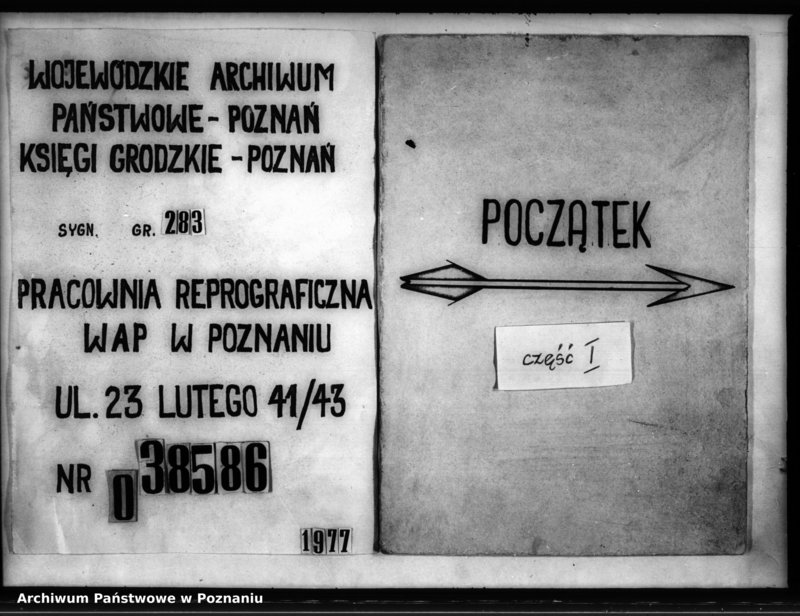 WOJEWÓDZKIE ARCHIWUM
PAŃSTWOWE - POZNAŃ
KSIĘGI GRODZKIE - POZNAŃ
SYGN. GR. 283
PRACOWNIA REPROGRAFICZNA
WAP W POZNANIU
UL. 23 LUTEGO 41/43
NR 038586
1977
POCZĄTEK
część I
Archiwum Państwowe w Poznaniu